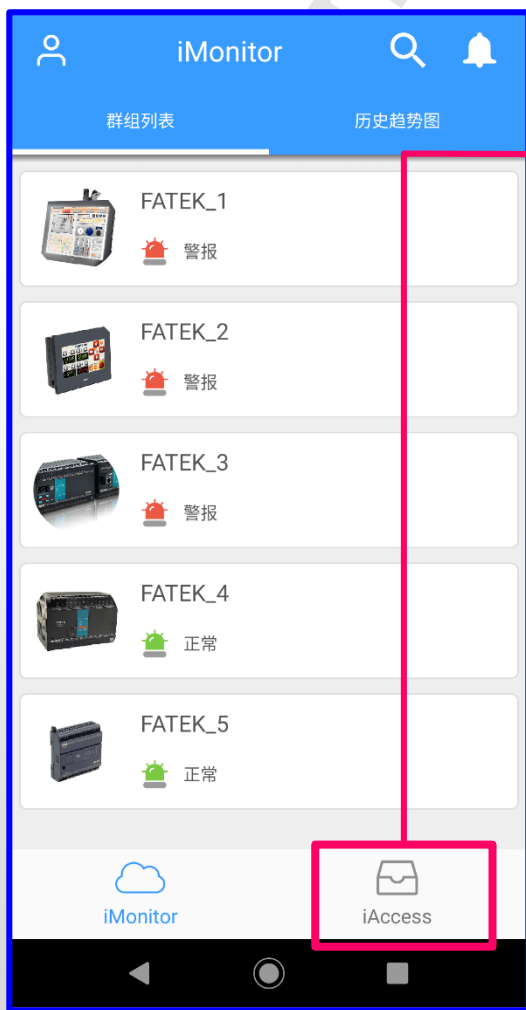 iMonitor
群组列表
历史趋势图
FATEK_1
警报
FATEK_2
警报
FATEK_3
警报
FATEK_4
正常
FATEK_5
正常
iMonitor
iAccess